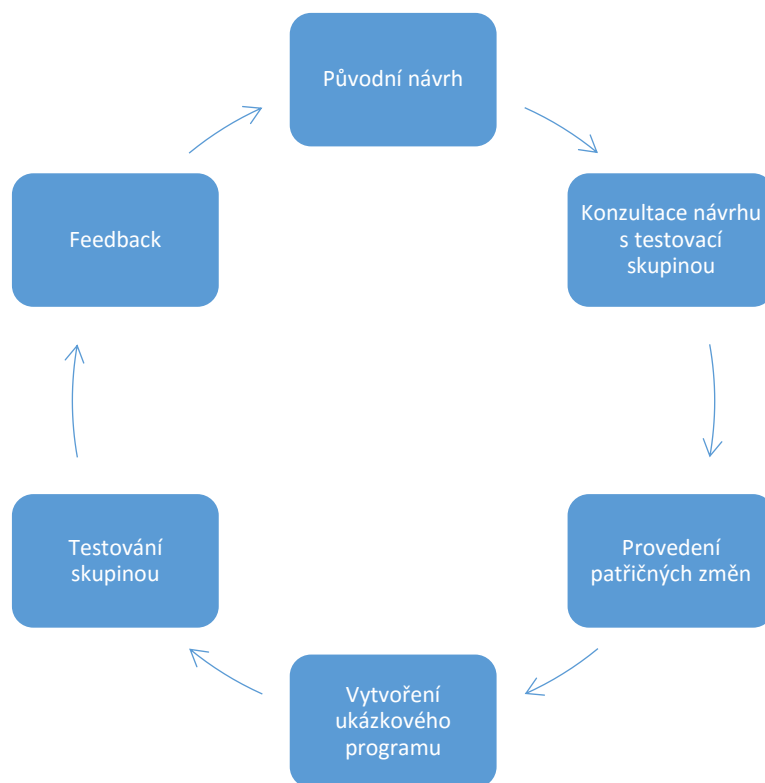 Původní návrh
Konzultace návrhu
s testovací
skupinou
Provedení
patřičných změn
Vytvoření
ukázkového
programu
Testování
skupinou
Feedback